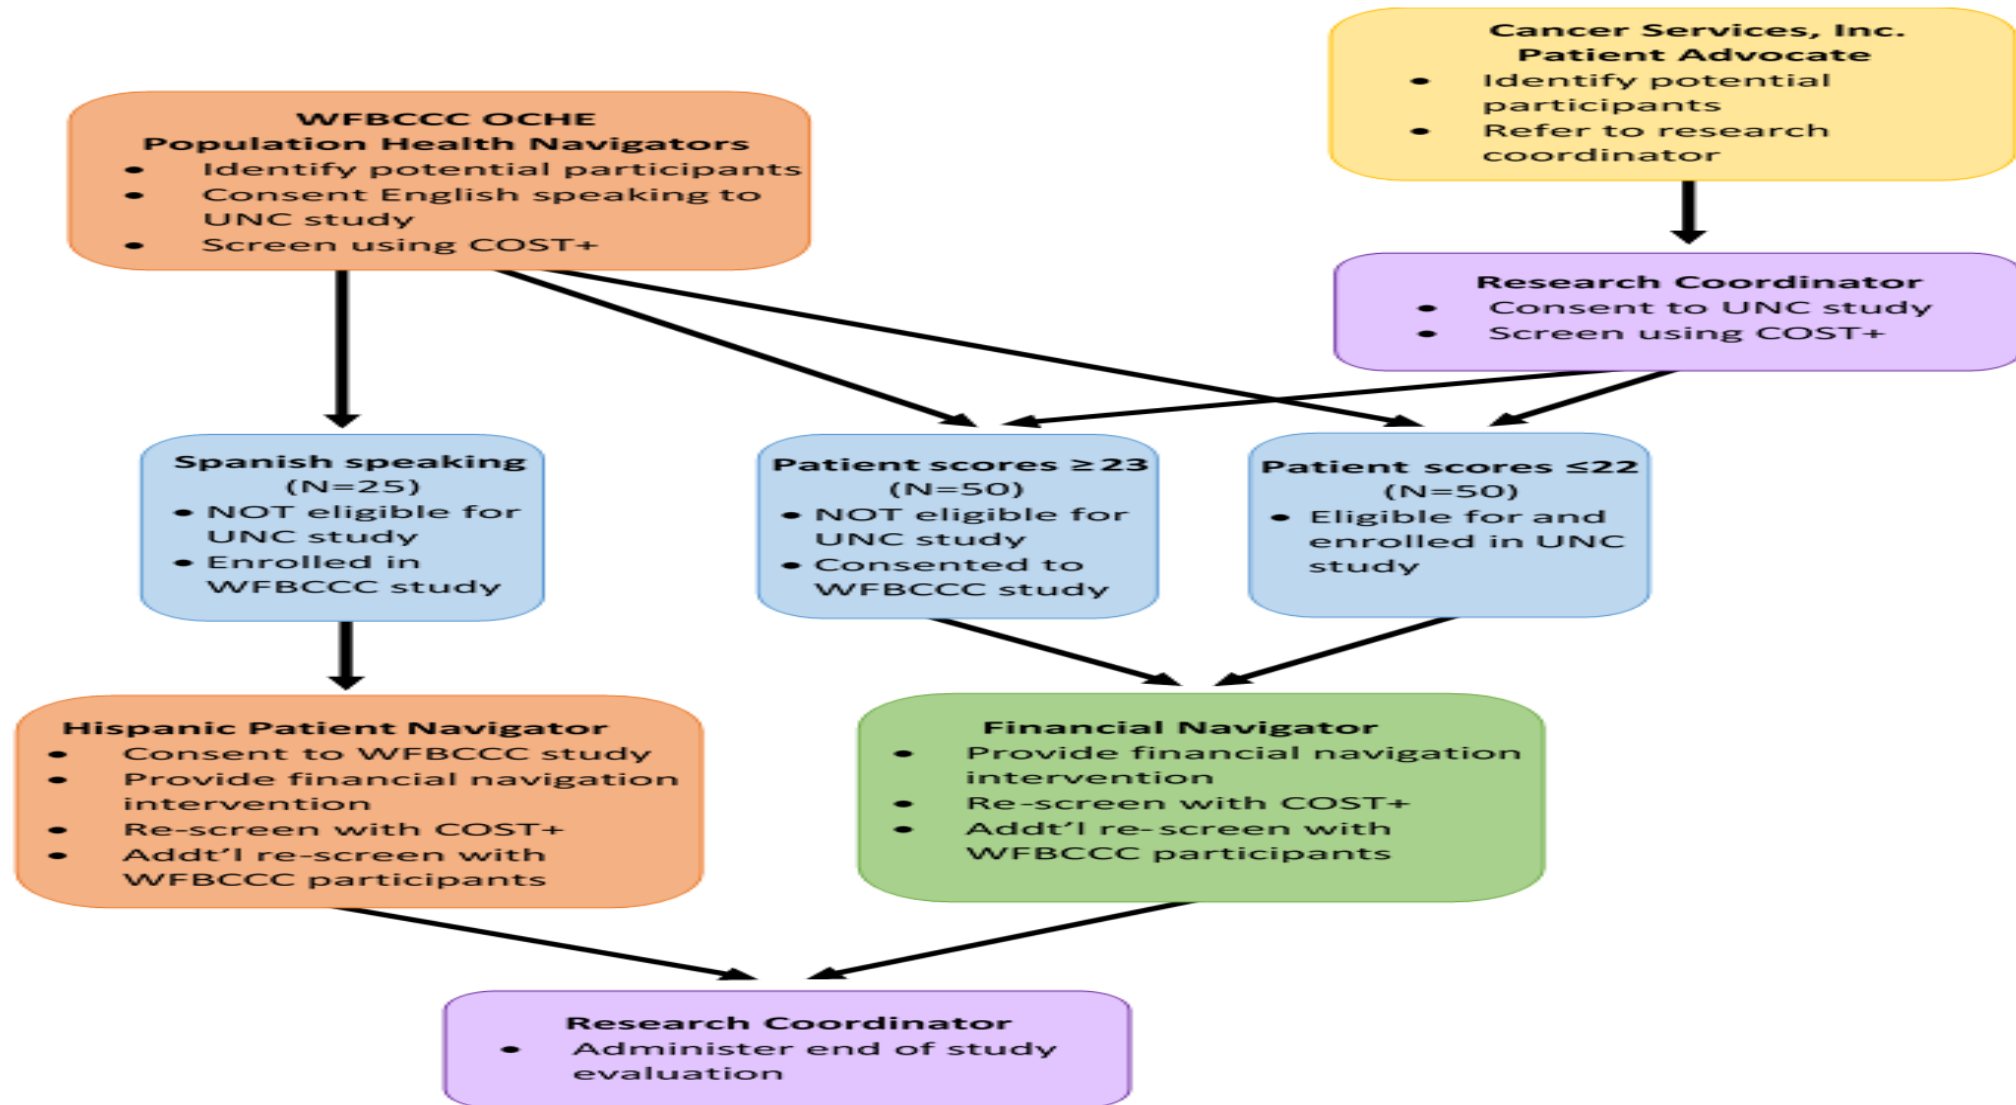 Cancer Services, Inc.
Patient Advocate
• Identify potential
participants
• Refer to research
coordinator
WFBCCC OCHE
Population Health Navigators
• Identify potential participants
• Consent English speaking to
UNC study
• Screen using COST+
Research Coordinator
• Consent to UNC study
• Screen using COST+
Spanish speaking
(N=25)
• NOT eligible for
UNC study
• Enrolled in
WFBCCC study
Patient scores ≥23
(N=50)
• NOT eligible for
UNC study
• Consented to
WFBCCC study
Patient scores ≤22
(N=50)
• Eligible for and
enrolled in UNC
study
Hispanic Patient Navigator
• Consent to WFBCCC study
• Provide financial navigation
intervention
• Re-screen with COST+
• Addt’l re-screen with
WFBCCC participants
Financial Navigator
• Provide financial navigation
intervention
• Re-screen with COST+
• Addt’l re-screen with
WFBCCC participants
Research Coordinator
• Administer end of study
evaluation